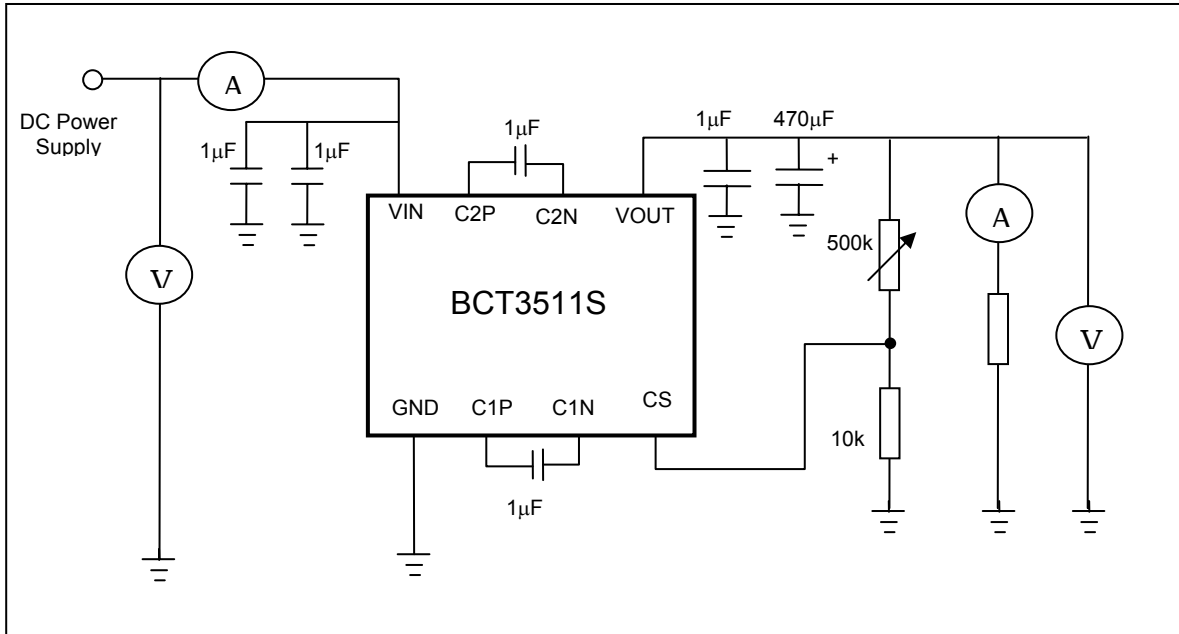 A
DC Power
Supply
1μF
1μF
1μF
1μF
470μF
+
VIN
C2P
C2N
VOUT
A
500k
V
BCT3511S
V
GND
C1P
C1N
CS
10k
1μF